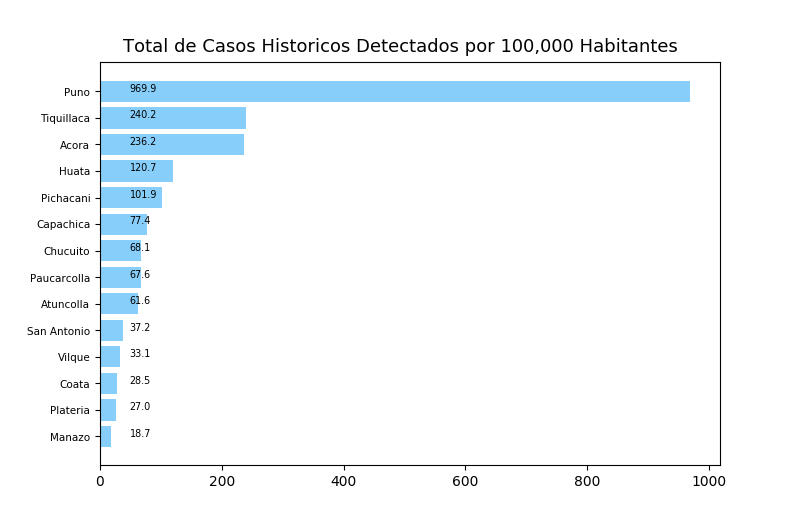 Total de Casos Historicos Detectados por 100,000 Habitantes
Puno 969.9
Tiquillaca 240.2
Acora 236.2
Huata 120.7
Pichacani 101.9
Capachica 77.4
Chucuito 68.1
Paucarcolla 67.6
Atuncolla 61.6
San Antonio 37.2
Vilque 33.1
Coata 28.5
Plateria 27.0
Manazo 18.7
0 200 400 600 800 1000